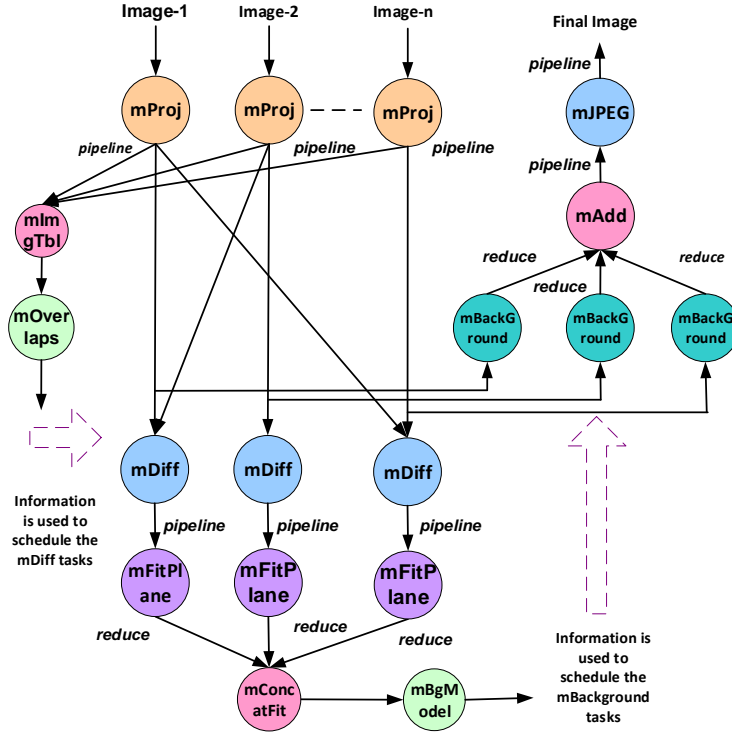 Image-1
Image-2
Image-n
Final Image
pipeline
mProj
mProj
mProj
mJPEG
pipeline
pipeline
pipeline
pipeline
mIm
gTbl
mAdd
reduce
reduce
reduce
mOver
laps
mBackG
round
mBackG
round
mBackG
round
mDiff
mDiff
mDiff
Information
is used to
schedule the
mDiff tasks
pipeline
pipeline
pipeline
mFitPl
ane
mFitP
lane
mFitP
lane
reduce
reduce
reduce
Information is
used to
schedule the
mBackground
tasks
mConc
atFit
mBgM
odel